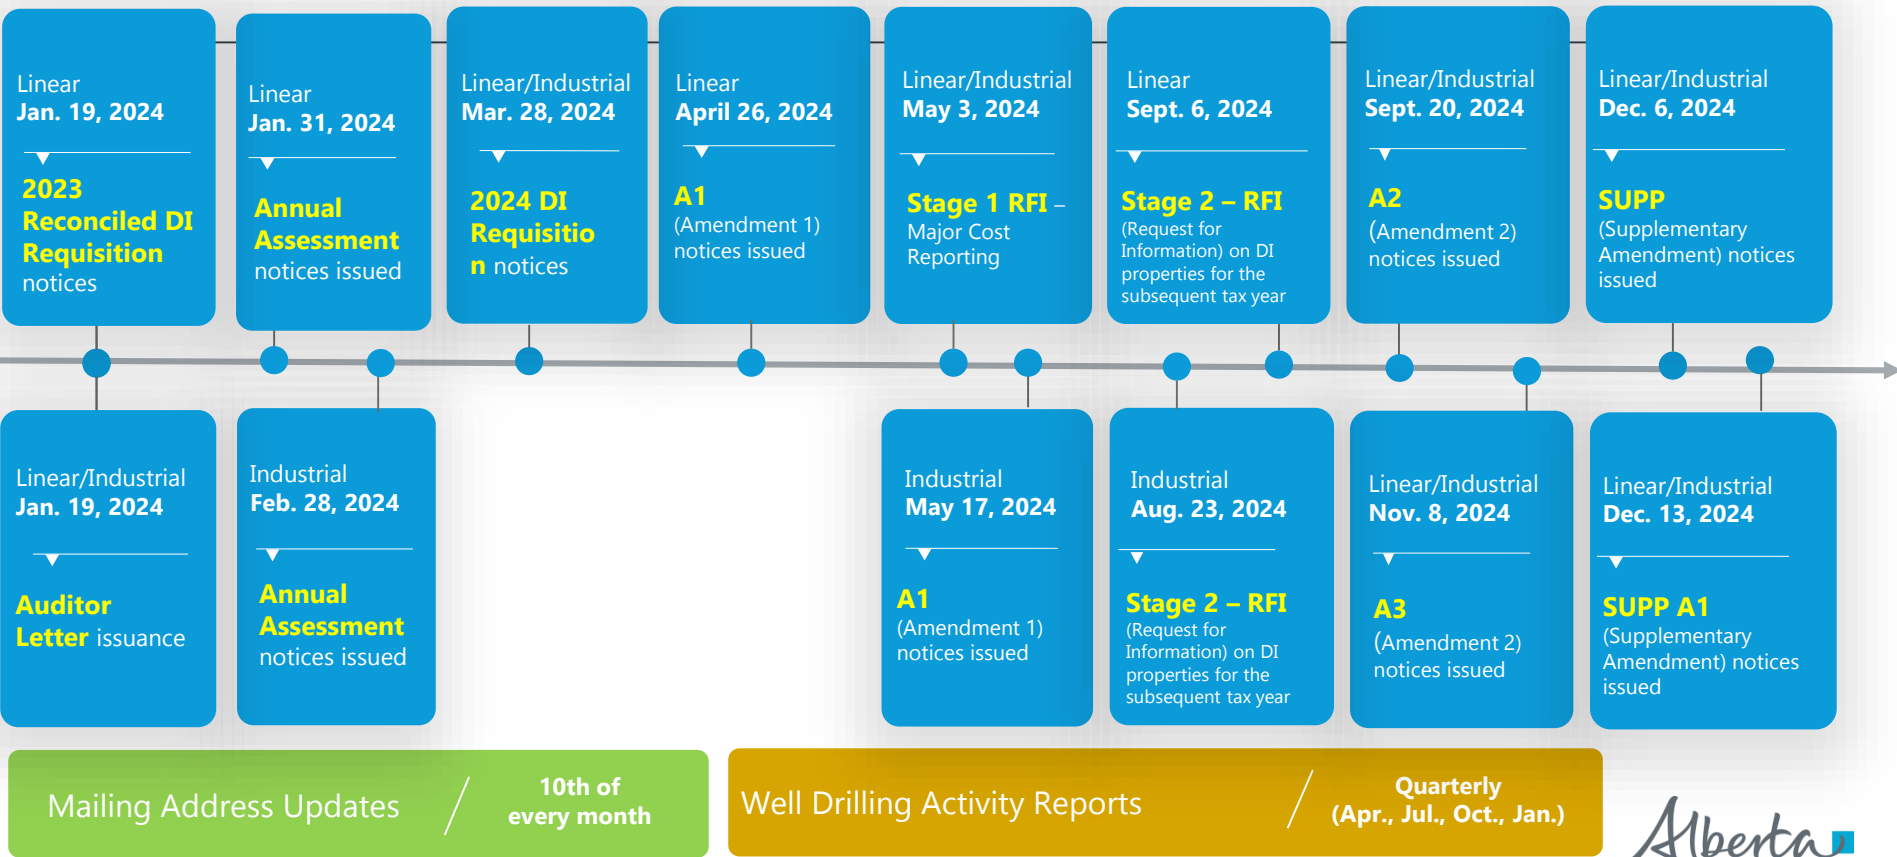 Linear
Jan. 19, 2024
2023
Reconciled DI
Requisition
notices
Linear
Jan. 31, 2024
Annual
Assessment
notices issued
Linear/Industrial
Mar. 28, 2024
2024 DI
Requisitio
n notices
Linear
April 26, 2024
A1
(Amendment 1)
notices issued
Linear/Industrial
May 3, 2024
Stage 1 RFI –
Major Cost
Reporting
Linear
Sept. 6, 2024
Stage 2 – RFI
(Request for
Information) on DI
properties for the
subsequent tax year
Linear/Industrial
Sept. 20, 2024
A2
(Amendment 2)
notices issued
Linear/Industrial
Dec. 6, 2024
SUPP
(Supplementary
Amendment) notices
issued
Linear/Industrial
Jan. 19, 2024
Auditor
Letter issuance
Industrial
Feb. 28, 2024
Annual
Assessment
notices issued
Industrial
May 17, 2024
A1
(Amendment 1)
notices issued
Industrial
Aug. 23, 2024
Stage 2 – RFI
(Request for
Information) on DI
properties for the
subsequent tax year
Linear/Industrial
Nov. 8, 2024
A3
(Amendment 2)
notices issued
Linear/Industrial
Dec. 13, 2024
SUPP A1
(Supplementary
Amendment) notices
issued
Mailing Address Updates
10th of
every month
Well Drilling Activity Reports
Quarterly
(Apr., Jul., Oct., Jan.)
Alberta